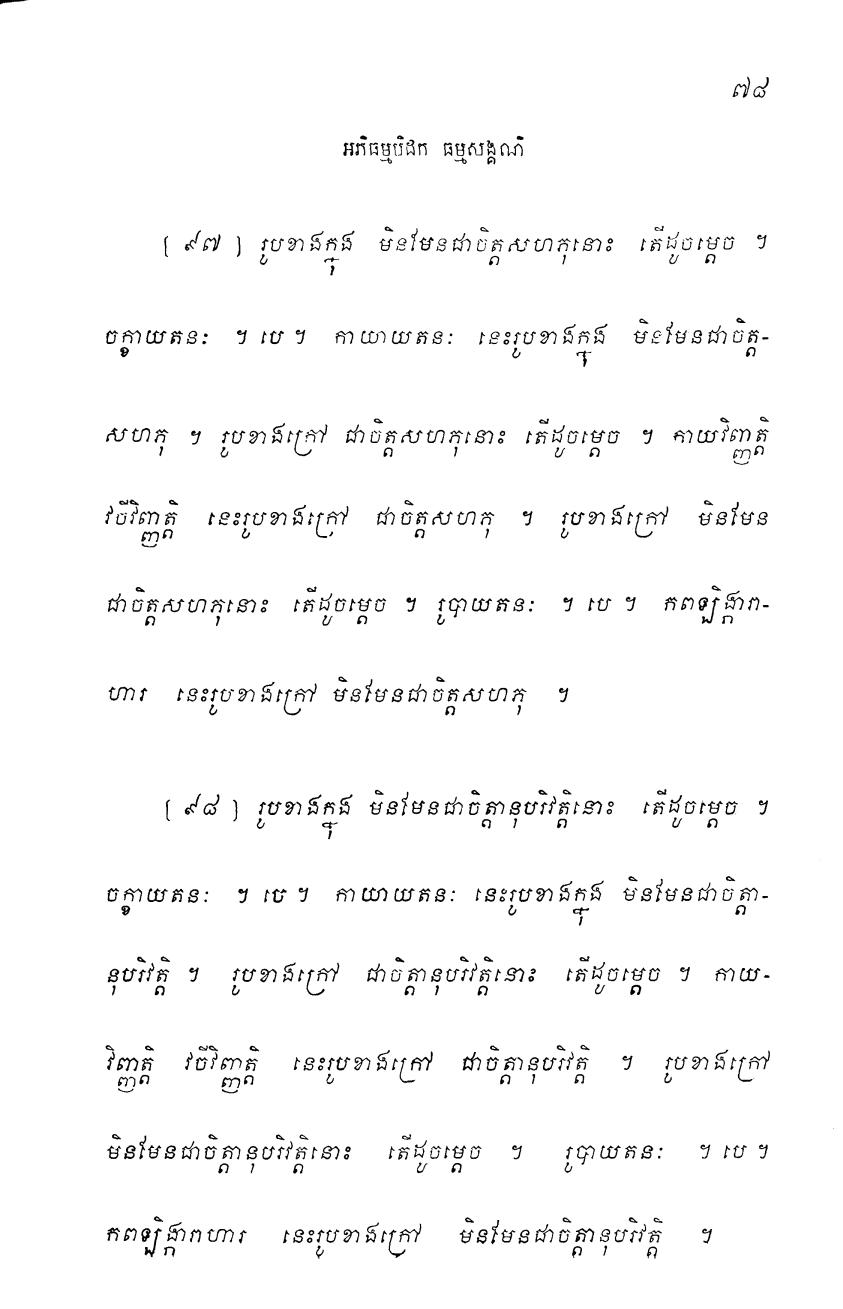 ៧៨
អភិធម្មបិដក ធម្មសង្គណិ
[ ៩៧ ] រូបខាងក្នុង មិនមែនជាចិត្តសហភុនោះ តើដូចម្តេច ។
ចក្ខាយតនៈ ។ បេ ។ កាយាយតនៈ នេះរូបខាងក្នុង មិនមែនជាចិត្ត-
សហភុ ។ រូបខាងក្រៅ ជាចិត្តសហភុនោះ តើដូចម្តេច ។ កាយវិញ្ញត្តិ
វចីវិញ្ញត្តិ នេះរូបខាងក្រៅ ជាចិត្តសហភុ ។ រូបខាងក្រៅ មិនមែន
ជាចិត្តសហភុនោះ តើដូចម្តេច ។ រូបាយតនៈ ។ បេ ។ កពឡិង្ការា-
ហារ នេះរូបខាងក្រៅ មិនមែនជាចិត្តសហភុ ។
[ ៩៨ ] រូបខាងក្នុង មិនមែនជាចិត្តានុបរិវត្តិនោះ តើដូចម្តេច ។
ចក្ខាយតនៈ ។ បេ ។ កាយាយតនៈ នេះរូបខាងក្នុង មិនមែនជាចិត្តា-
នុបរិវត្តិ ។ រូបខាងក្រៅ ជាចិត្តានុបរិវត្តិនោះ តើដូចម្តេច ។ កាយ-
វិញ្ញត្តិ វចីវិញ្ញត្តិ នេះរូបខាងក្រៅ ជាចិត្តានុបរិវត្តិ ។ រូបខាងក្រៅ
មិនមែនជាចិត្តានុបរិវត្តិនោះ តើដូចម្តេច ។ រូបាយតនៈ ។ បេ ។
កពឡិង្ការាហារ នេះរូបខាងក្រៅ មិនមែនជាចិត្តានុបរិវត្តិ ។